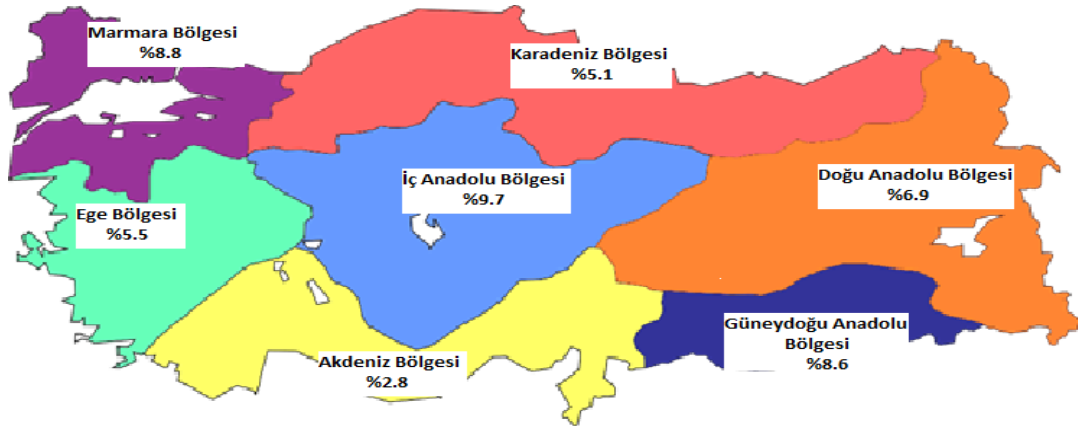 Marmara Bölgesi
%8.8
Karadeniz Bölgesi
%5.1
İç Anadolu Bölgesi
%9.7
Doğu Anadolu Bölgesi
%6.9
Ege Bölgesi
%5.5
Akdeniz Bölgesi
%2.8
Güneydoğu Anadolu
Bölgesi
%8.6